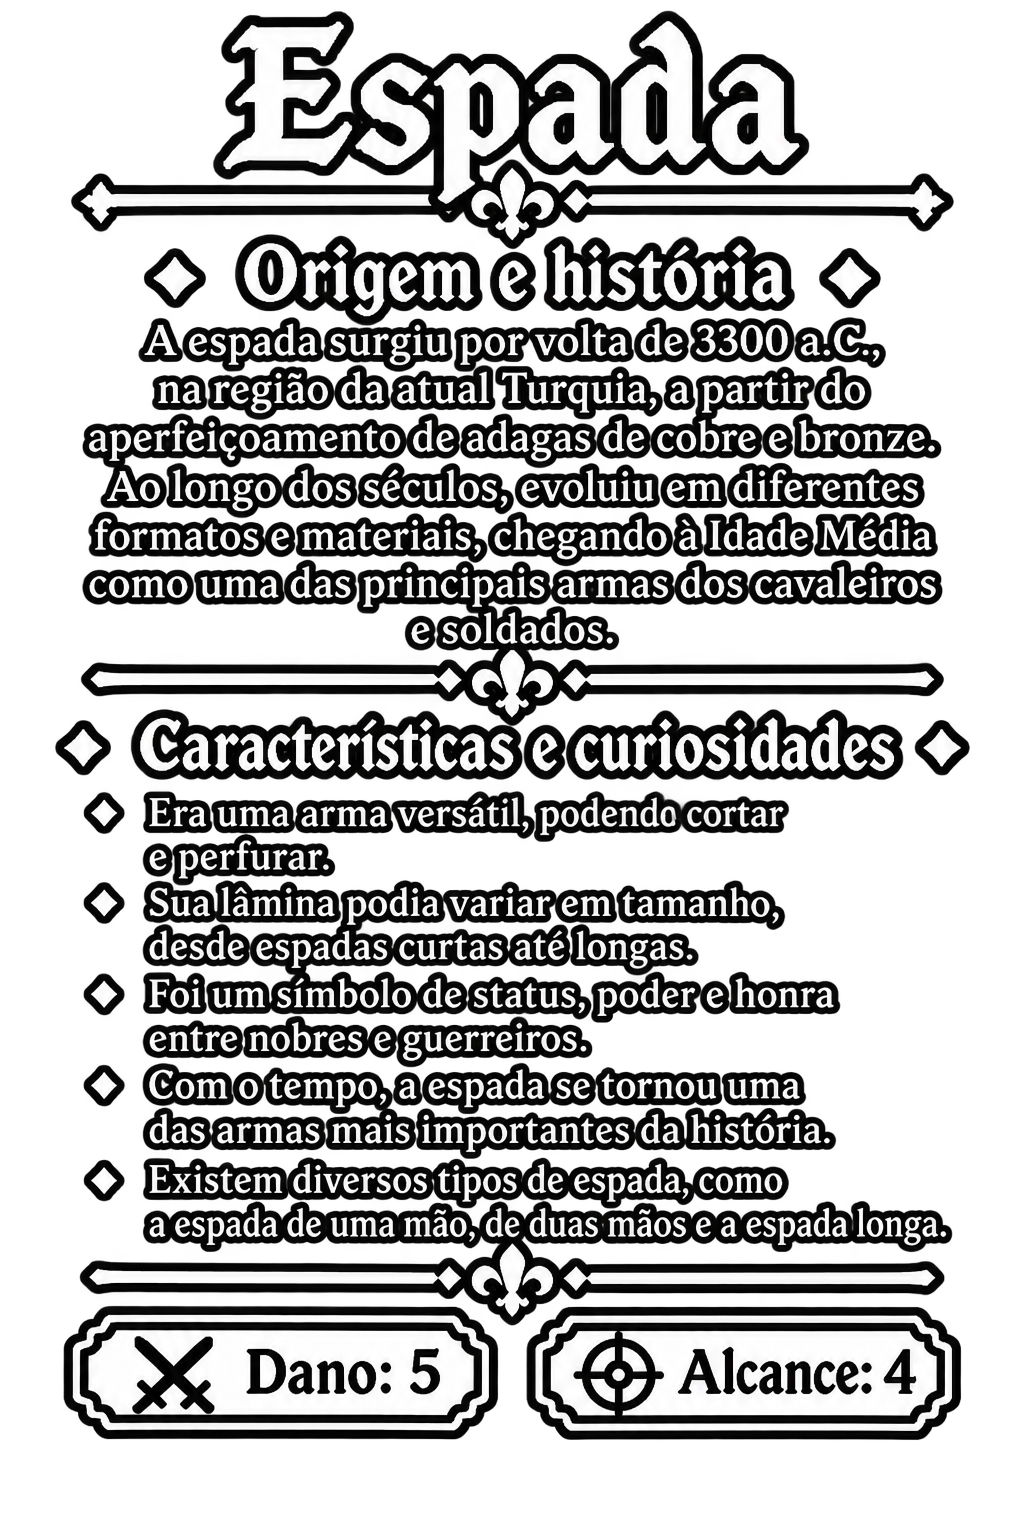 Espada
Origem e história
A espada surgiu por volta de 3300 a.C.,
na região da atual Turquia, a partir do
aperfeiçoamento de adagas de cobre e bronze.
Ao longo dos séculos, evoluiu em diferentes
formatos e materiais, chegando à Idade Média
como uma das principais armas dos cavaleiros
e soldados.
Características e curiosidades
Era uma arma versátil, podendo cortar
e perfurar.
Sua lâmina podia variar em tamanho,
desde espadas curtas até longas.
Foi um símbolo de status, poder e honra
entre nobres e guerreiros.
Com o tempo, a espada se tornou uma
das armas mais importantes da história.
Existem diversos tipos de espada, como
a espada de uma mão, de duas mãos e a espada longa.
Dano: 5
Alcance: 4